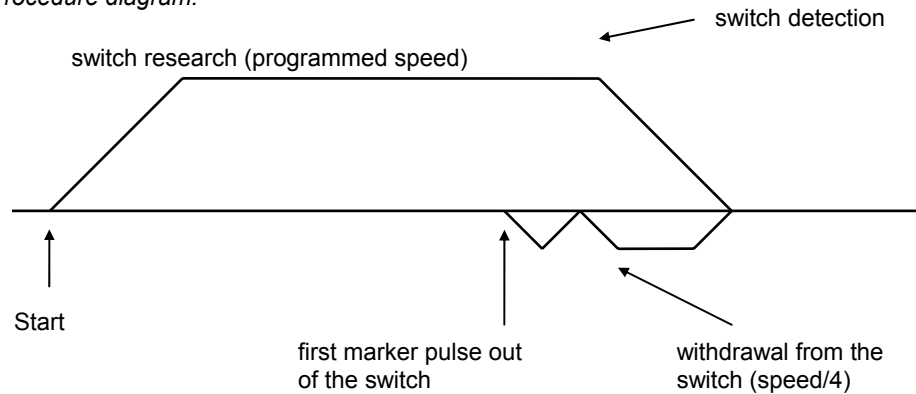 rocedure diagram:
switch detection
switch research (programmed speed)
Start
first marker pulse out
of the switch
withdrawal from the
switch (speed/4)